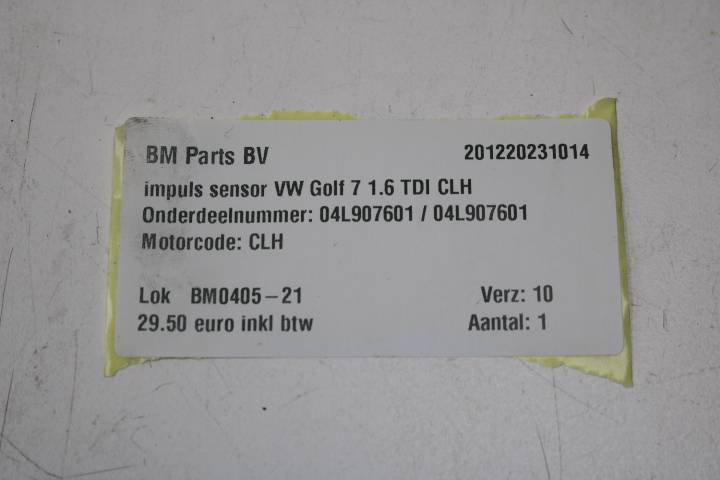 BM Parts BV 201220231014
impuls sensor VW Golf 7 1.6 TDI CLH
Onderdeelnummer: 04L907601 / 04L907601
Motorcode: CLH
Lok BM0405-21 Verz: 10
29.50 euro inkl btw Aantal: 1